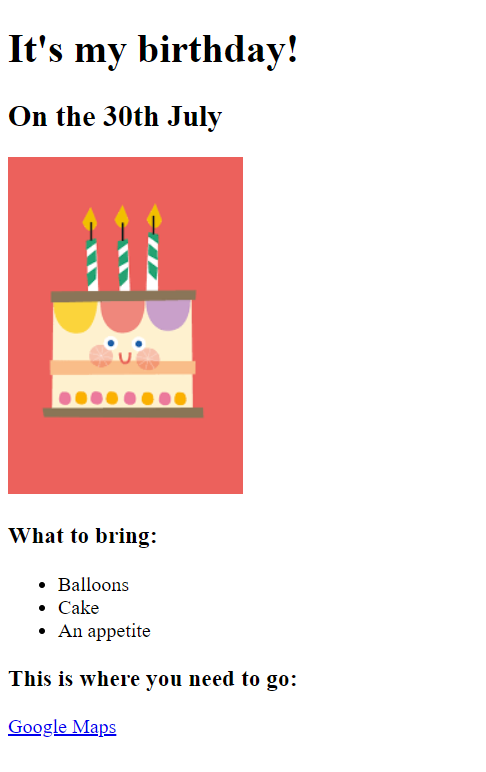 It's my birthday!
On the 30th July
What to bring:
Balloons
Cake
An appetite
This is where you need to go:
Google Maps